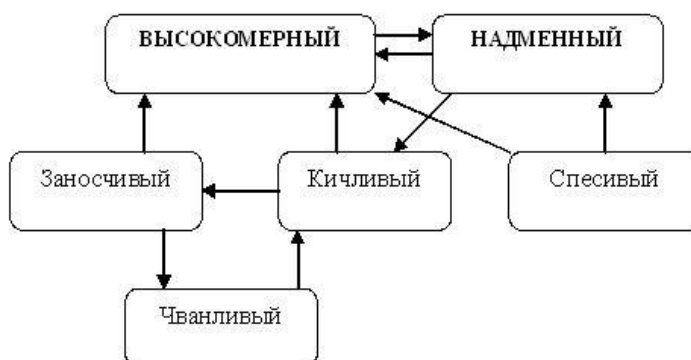 ВЫСОКОМЕРНЫЙ
НАДМЕННЫЙ
Заносчивый
Кичливый
Спесивый
Чванливый